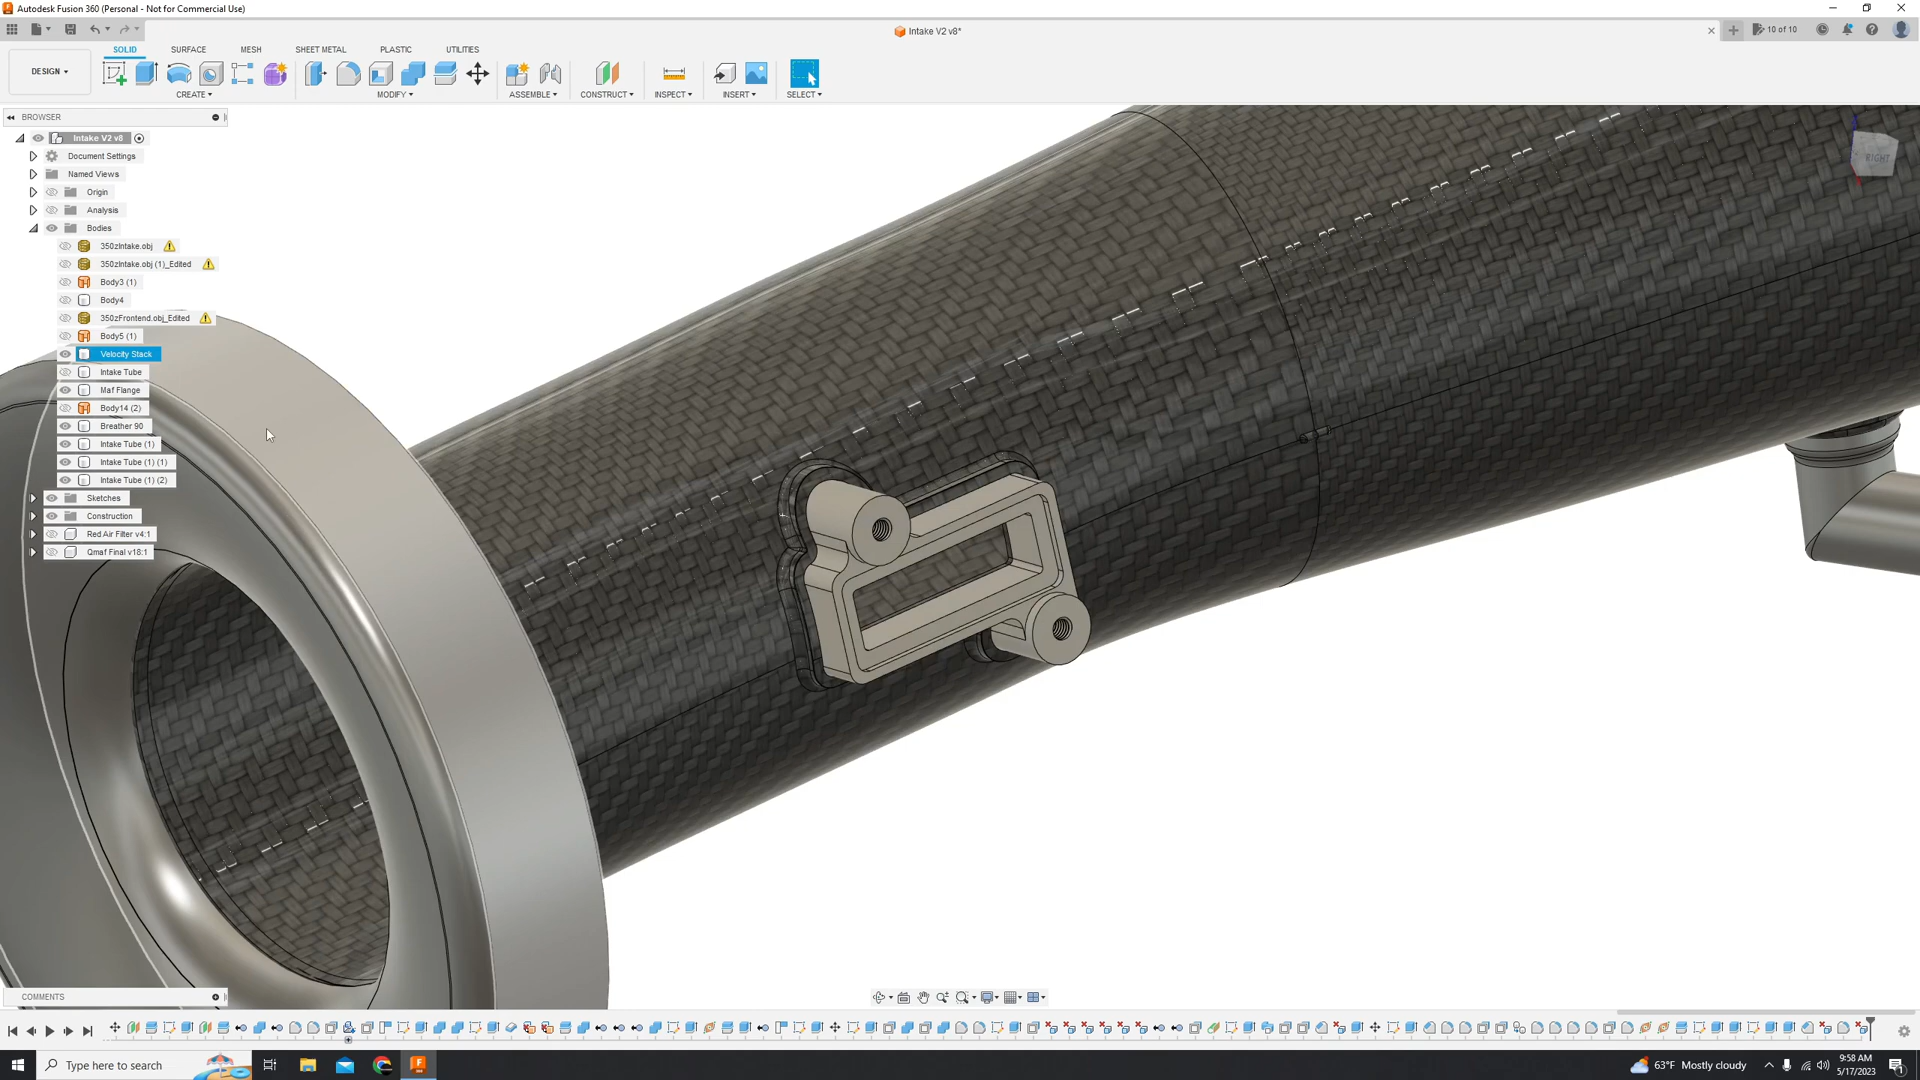 Autodesk Fusion 360 (Personal - Not for Commercial Use)
Intake V2 v8*
10 of 10
SOLID
SURFACE
MESH
SHEET METAL
PLASTIC
UTILITIES
DESIGN
CREATE
MODIFY
ASSEMBLE
CONSTRUCT
INSPECT
INSERT
SELECT
BROWSER
Intake V2 v8
Document Settings
Named Views
Origin
Analysis
Bodies
350zIntake.obj
350zIntake.obj (1)_Edited
Body3 (1)
Body4
350zFrontend.obj_Edited
Body5 (1)
Velocity Stack
Intake Tube
Maf Flange
Body14 (2)
Breather 90
Intake Tube (1)
Intake Tube (1) (1)
Intake Tube (1) (2)
Sketches
Construction
Red Air Filter v4:1
Qmaf Final v18:1
RIGHT
COMMENTS
Type here to search
63°F Mostly cloudy
9:58 AM
5/17/2023